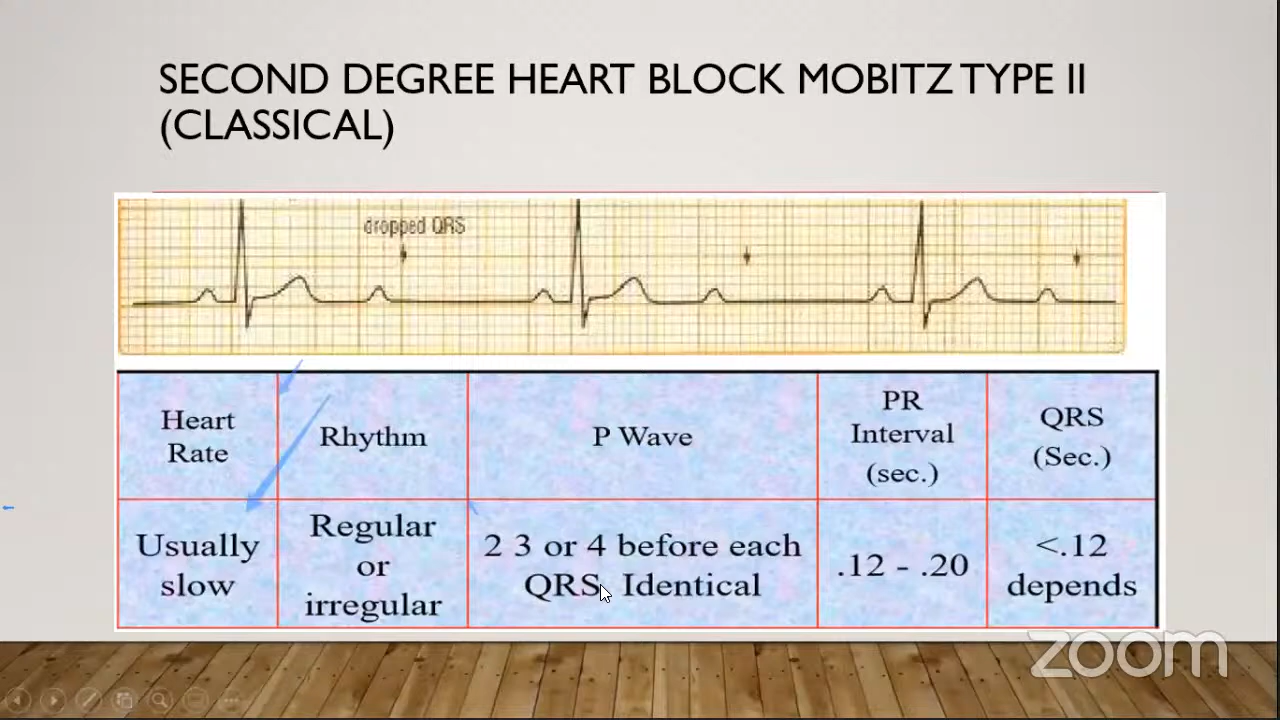 SECOND DEGREE HEART BLOCK MOBITZ TYPE II
(CLASSICAL)
dropped QRS
Heart
Rate
Rhythm
P Wave
PR
Interval
(sec.)
QRS
(Sec.)
Usually
slow
Regular
or
irregular
2 3 or 4 before each
QRS. Identical
.12 - .20
<.12
depends
zoom